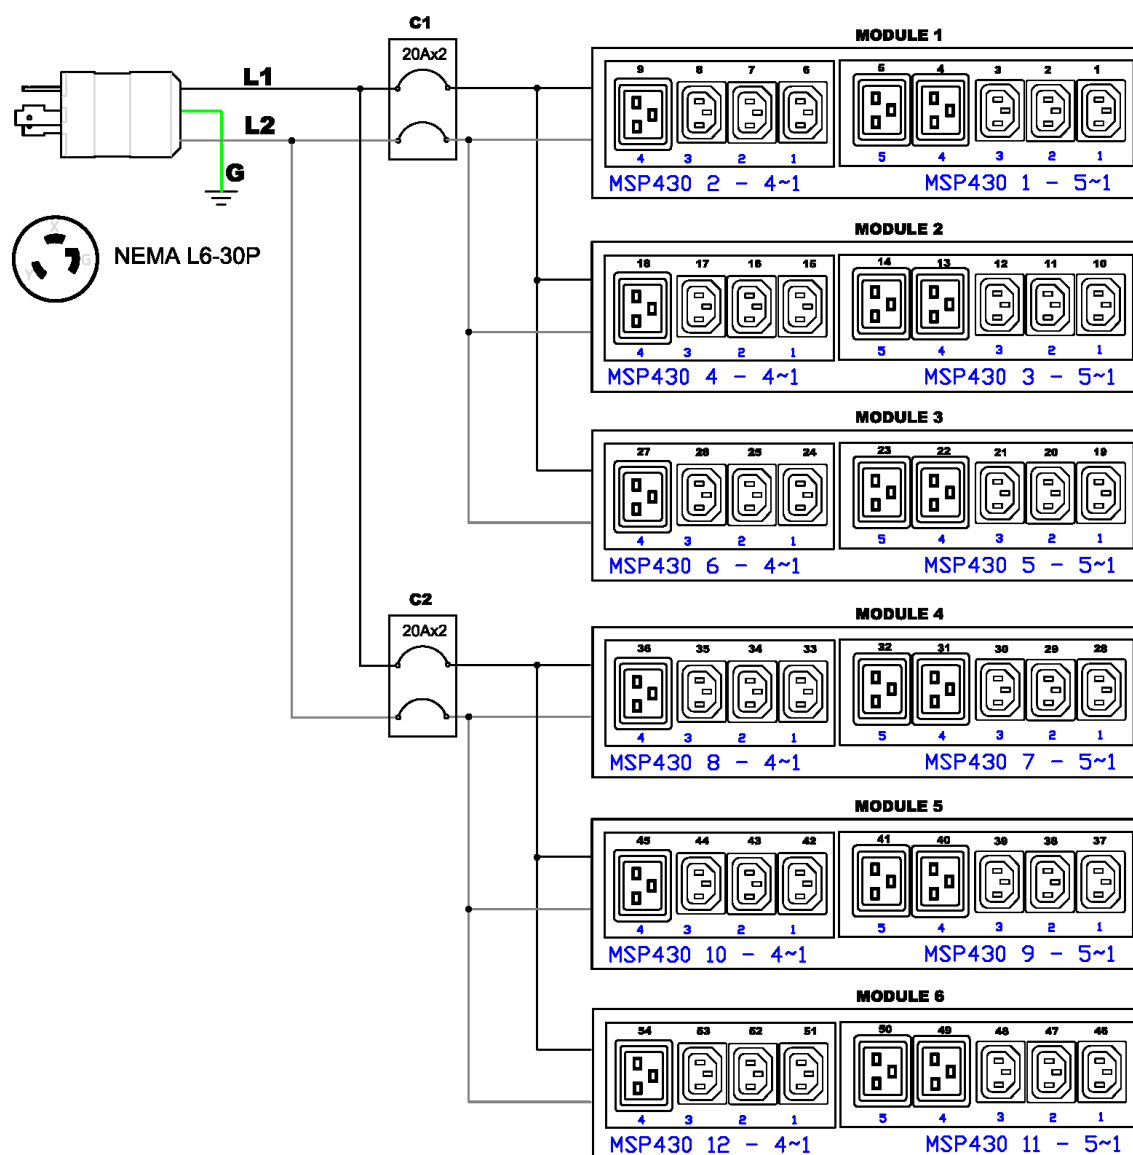 C1
20Ax2
L1
L2
G
X
Y
G
NEMA L6-30P
MODULE 1
9 8 7 6 5 4 3 2 1
4 3 2 1 5 4 3 2 1
MSP430 2 - 4~1 MSP430 1 - 5~1
MODULE 2
18 17 16 15 14 13 12 11 10
4 3 2 1 5 4 3 2 1
MSP430 4 - 4~1 MSP430 3 - 5~1
MODULE 3
27 26 25 24 23 22 21 20 19
4 3 2 1 5 4 3 2 1
MSP430 6 - 4~1 MSP430 5 - 5~1
C2
20Ax2
MODULE 4
36 35 34 33 32 31 30 29 28
4 3 2 1 5 4 3 2 1
MSP430 8 - 4~1 MSP430 7 - 5~1
MODULE 5
45 44 43 42 41 40 39 38 37
4 3 2 1 5 4 3 2 1
MSP430 10 - 4~1 MSP430 9 - 5~1
MODULE 6
54 53 52 51 50 49 48 47 46
4 3 2 1 5 4 3 2 1
MSP430 12 - 4~1 MSP430 11 - 5~1